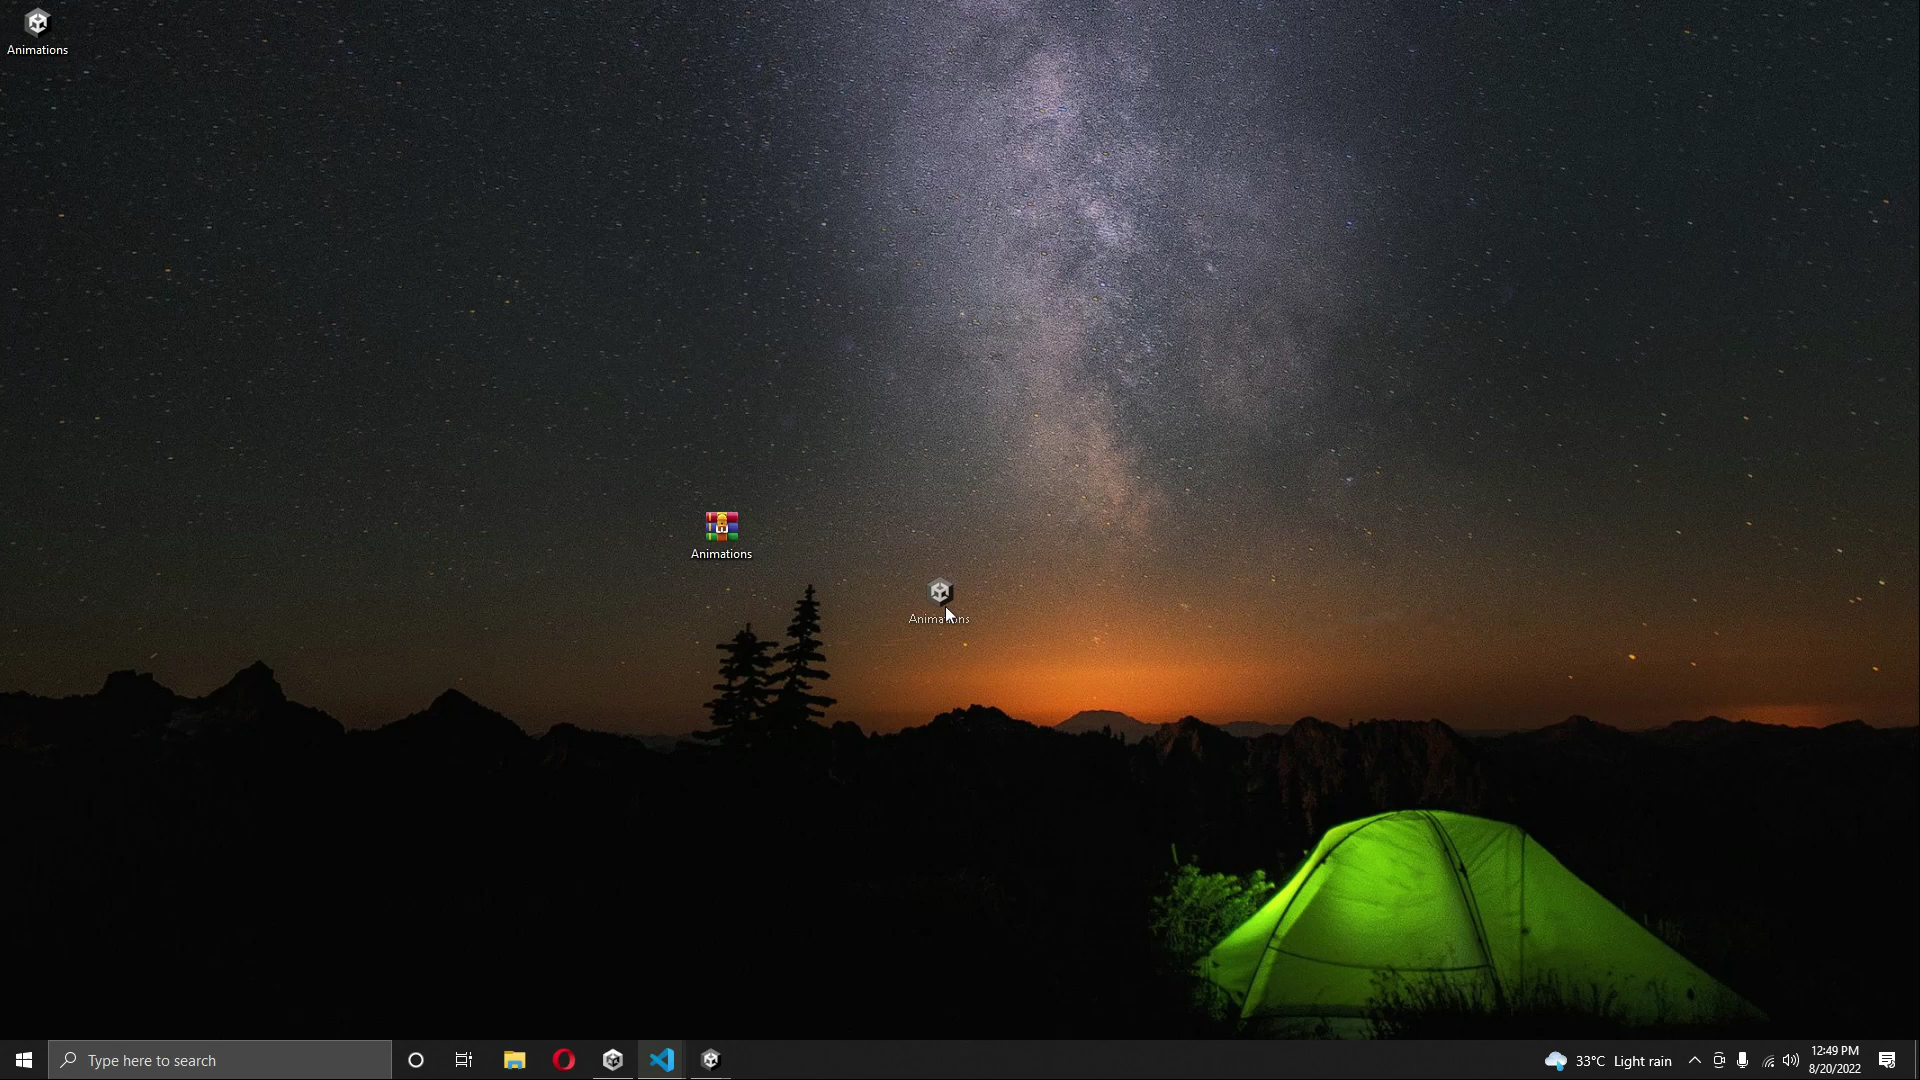 Animations
Animations
Animations
Type here to search
33°C Light rain
12:49 PM
8/20/2022